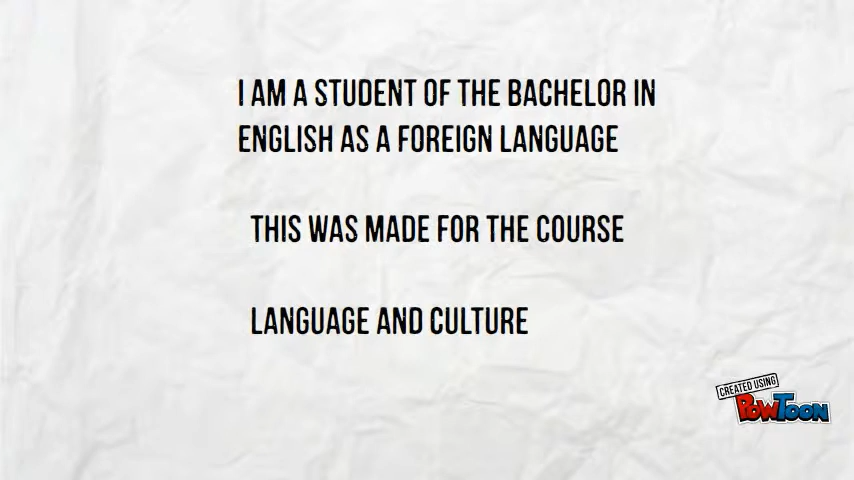 I AM A STUDENT OF THE BACHELOR IN
ENGLISH AS A FOREIGN LANGUAGE
THIS WAS MADE FOR THE COURSE
LANGUAGE AND CULTURE
CREATED USING
POWTOON